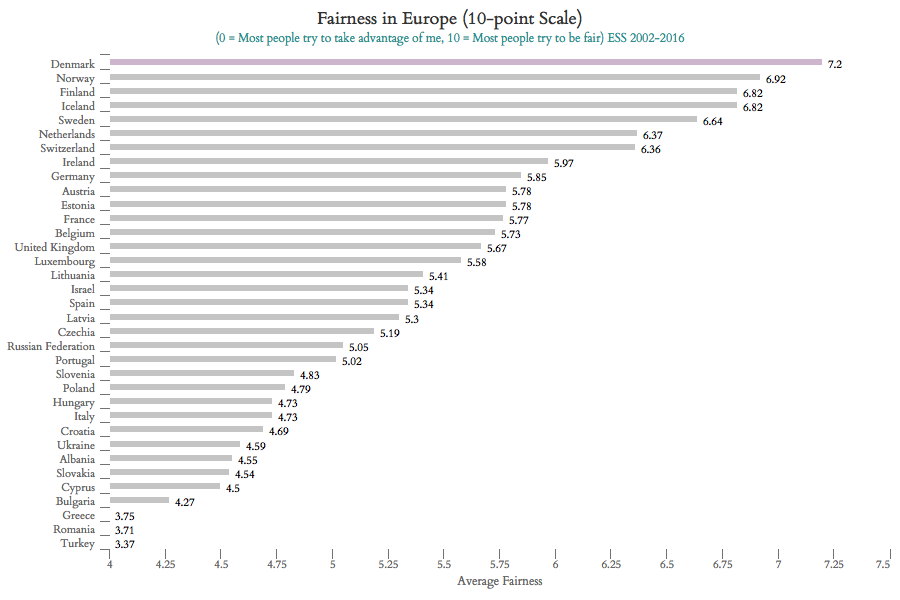 Fairness in Europe (10-point Scale)
(0 = Most people try to take advantage of me, 10 = Most people try to be fair) ESS 2002-2016
Denmark 7.2
Norway 6.92
Finland 6.82
Iceland 6.82
Sweden 6.64
Netherlands 6.37
Switzerland 6.36
Ireland 5.97
Germany 5.85
Austria 5.78
Estonia 5.78
France 5.77
Belgium 5.73
United Kingdom 5.67
Luxembourg 5.58
Lithuania 5.41
Israel 5.34
Spain 5.34
Latvia 5.3
Czechia 5.19
Russian Federation 5.05
Portugal 5.02
Slovenia 4.83
Poland 4.79
Hungary 4.73
Italy 4.73
Croatia 4.69
Ukraine 4.59
Albania 4.55
Slovakia 4.54
Cyprus 4.5
Bulgaria 4.27
Greece 3.75
Romania 3.71
Turkey 3.37
4 4.25 4.5 4.75 5 5.25 5.5 5.75 6 6.25 6.5 6.75 7 7.25 7.5
Average Fairness